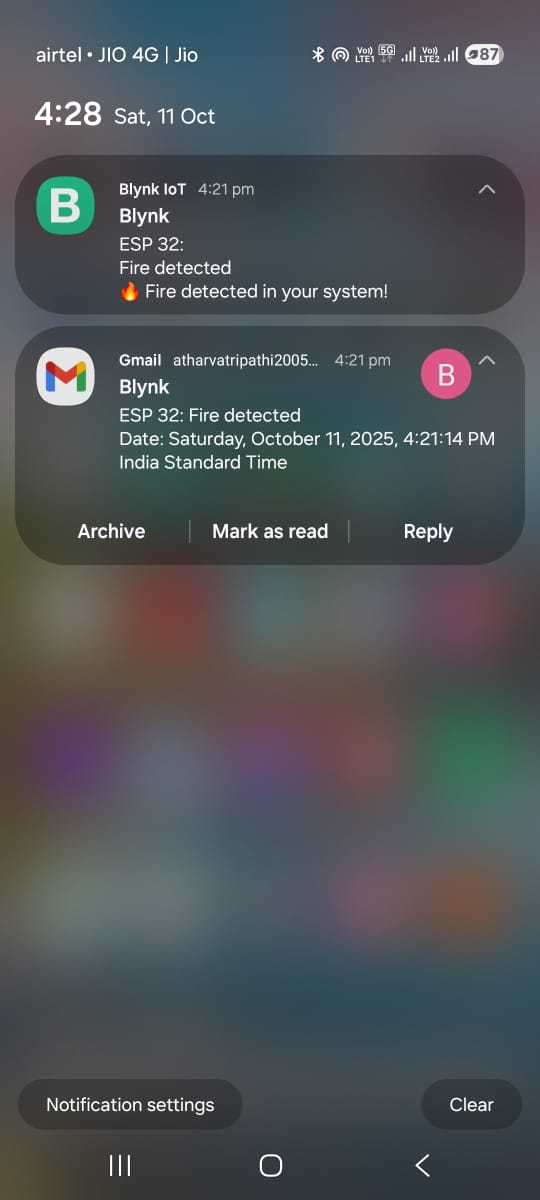 airtel • JIO 4G | Jio
Vo)) LTE1 5G Vo)) LTE2 87
4:28 Sat, 11 Oct
B
Blynk IoT 4:21 pm
Blynk
ESP 32:
Fire detected
🔥 Fire detected in your system!
Gmail atharvatripathi2005... 4:21 pm
B
Blynk
ESP 32: Fire detected
Date: Saturday, October 11, 2025, 4:21:14 PM
India Standard Time
Archive | Mark as read | Reply
Notification settings
Clear